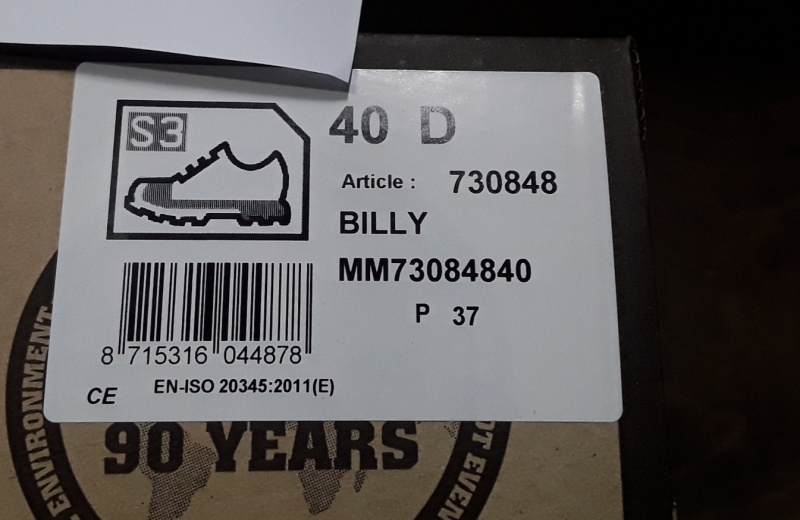 S3
40 D
Article : 730848
BILLY
MM73084840
P 37
8 715316 044878
CE
EN-ISO 20345:2011(E)
90 YEARS
ENVIRONMENT
EVEN